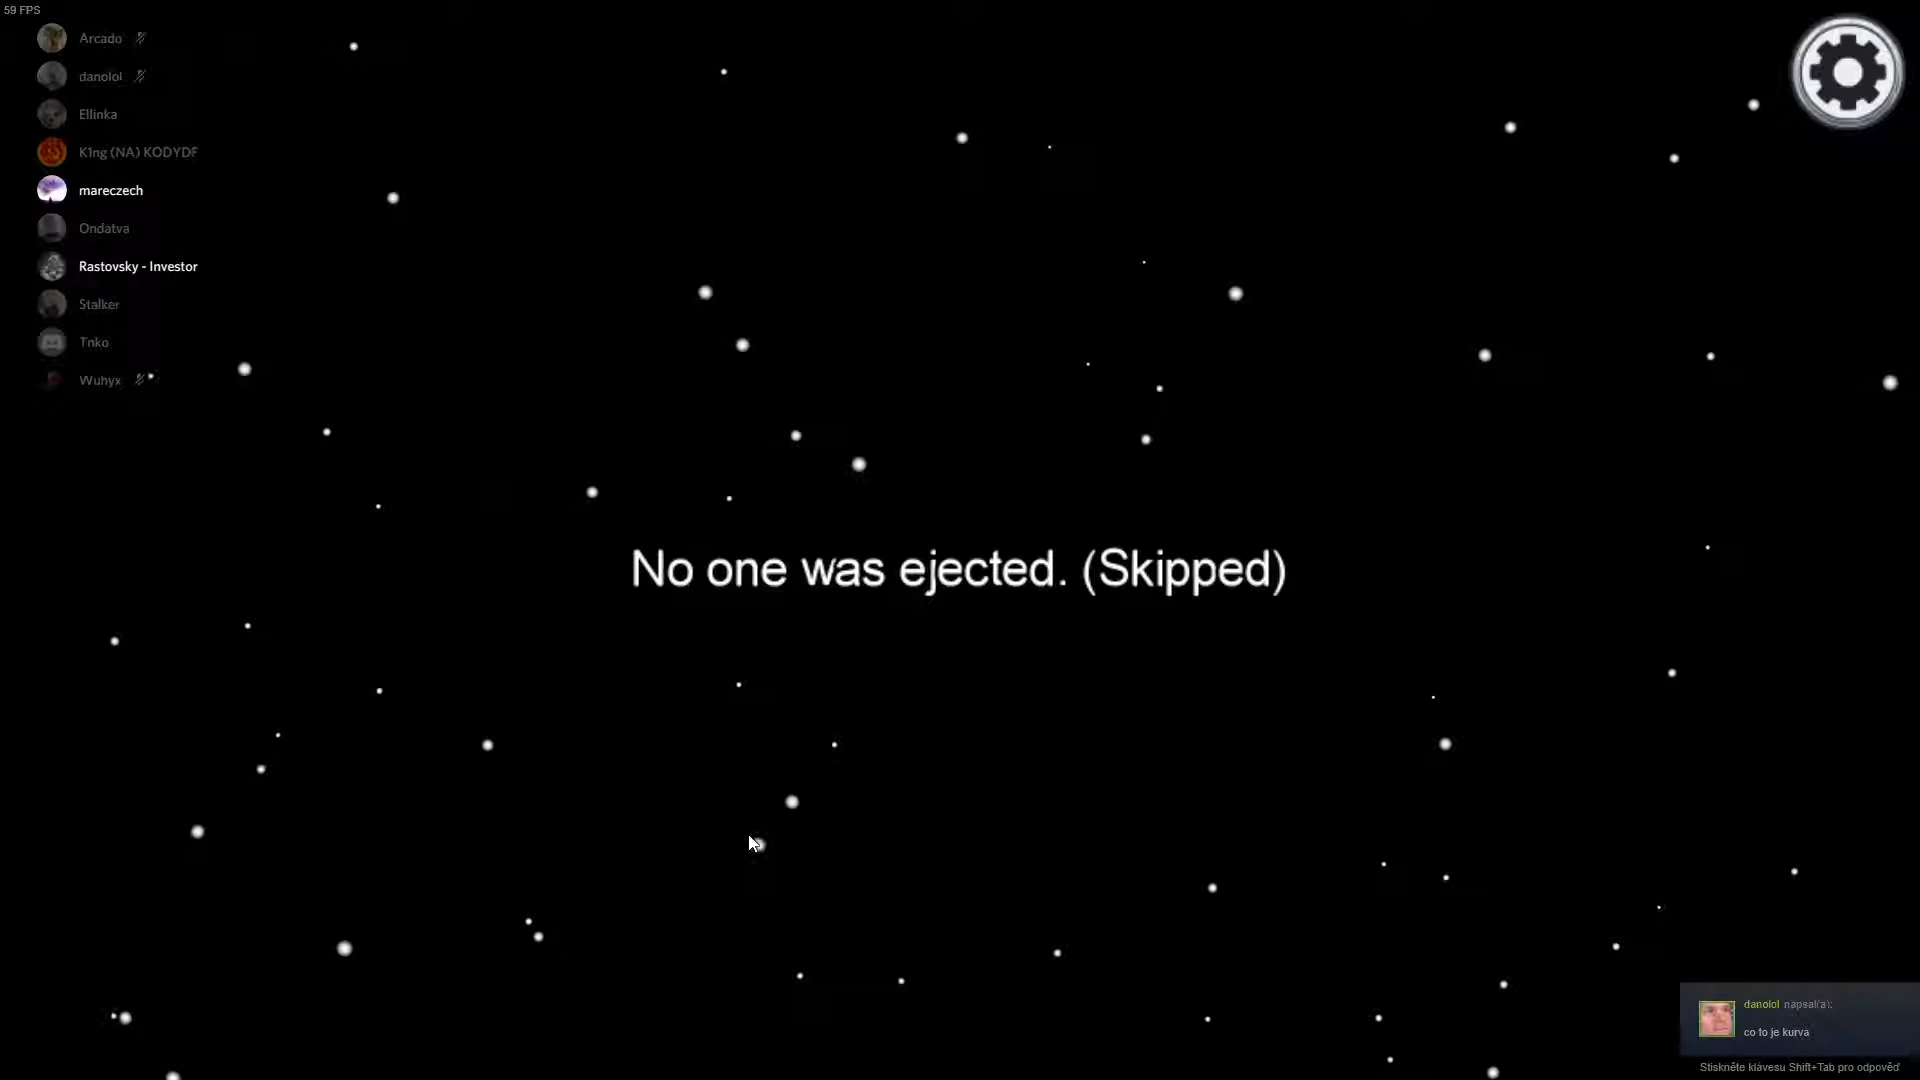 59 FPS
Arcado
danolol
Ellinka
K1ng (NA) KODYDF
mareczech
Ondatva
Rastovsky - Investor
Stalker
Tnko
Wuhyx
No one was ejected. (Skipped)
danolol napsal(a):
co to je kurva
Stiskněte klávesu Shift+Tab pro odpověď